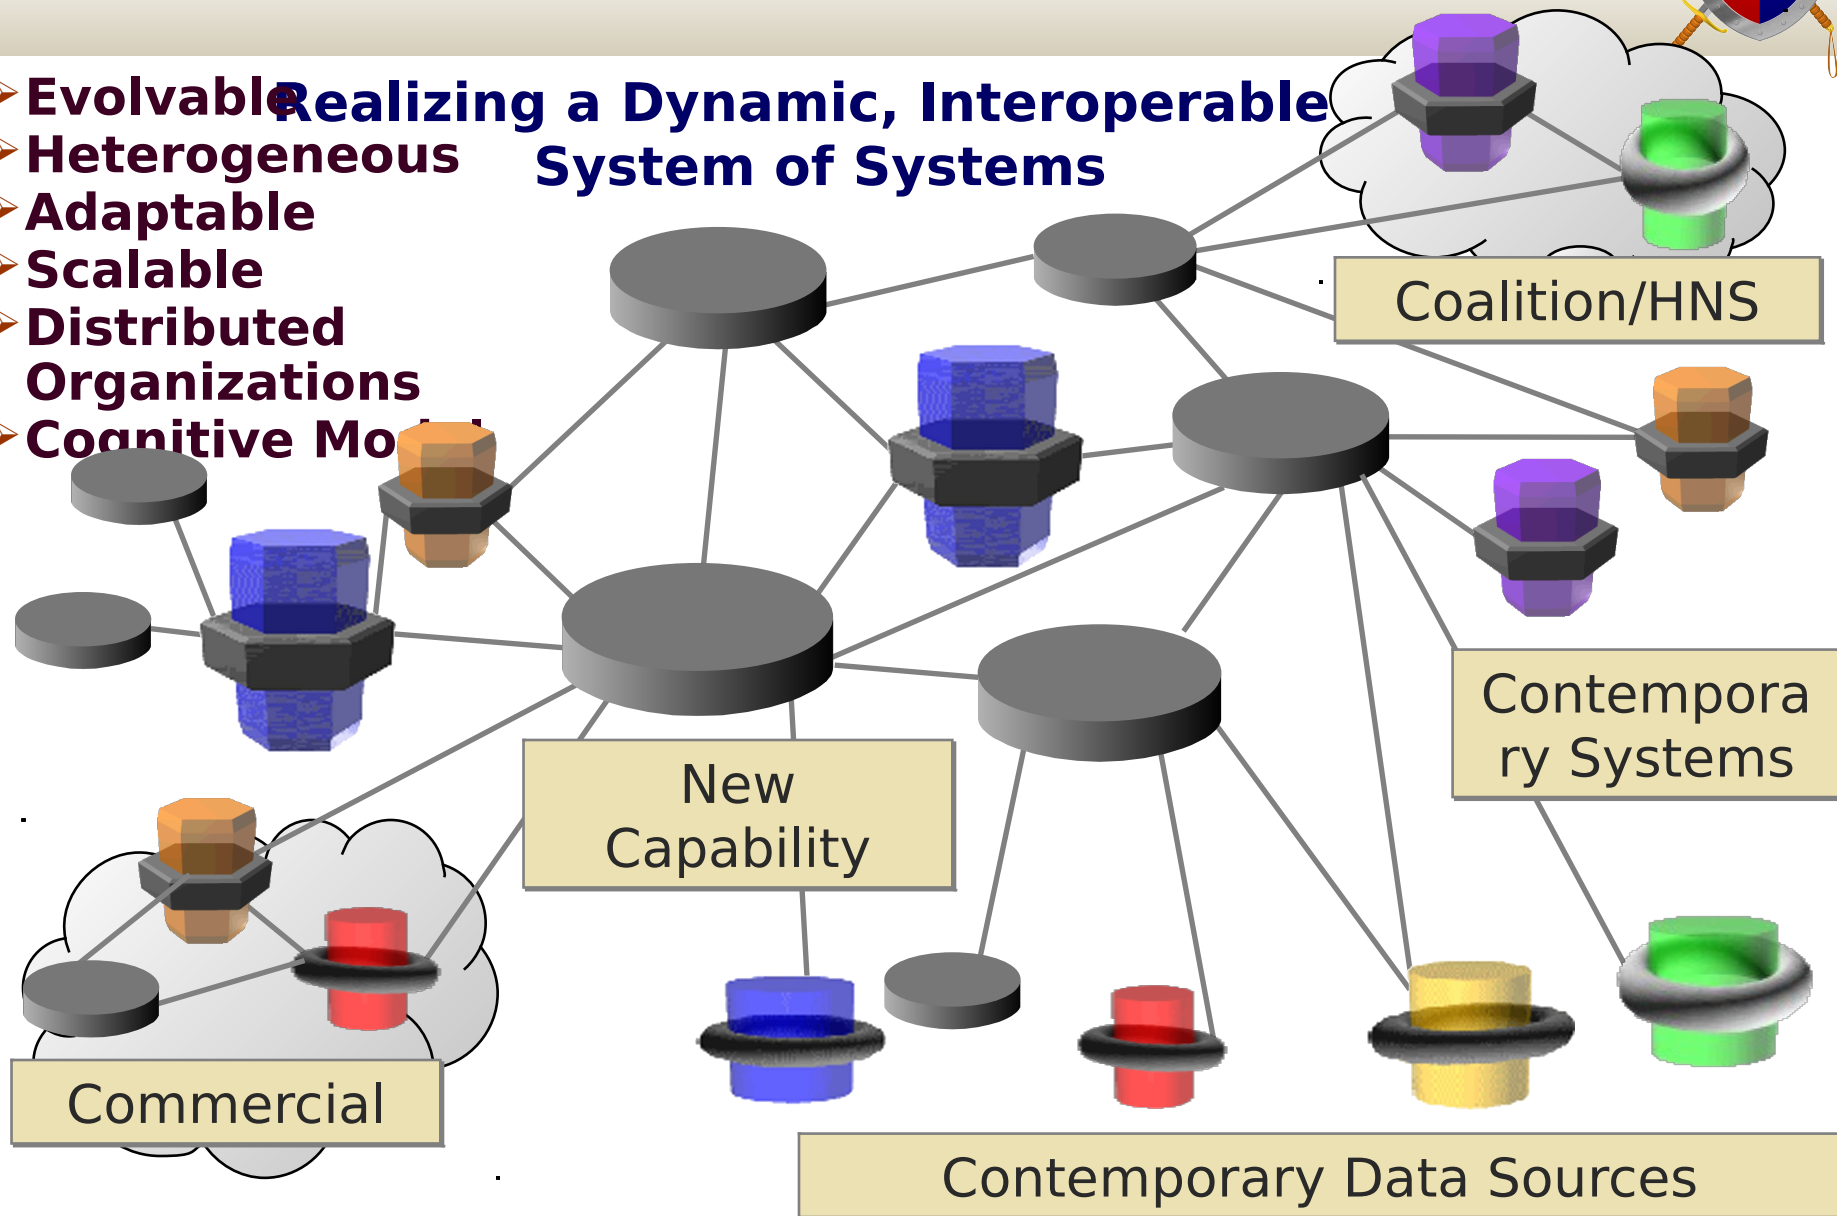 Realizing a Dynamic, Interoperable
System of Systems
Evolvable
Heterogeneous
Adaptable
Scalable
Distributed
Organizations
Cognitive
Coalition/HNS
Contempora
ry Systems
New
Capability
Commercial
Contemporary Data Sources